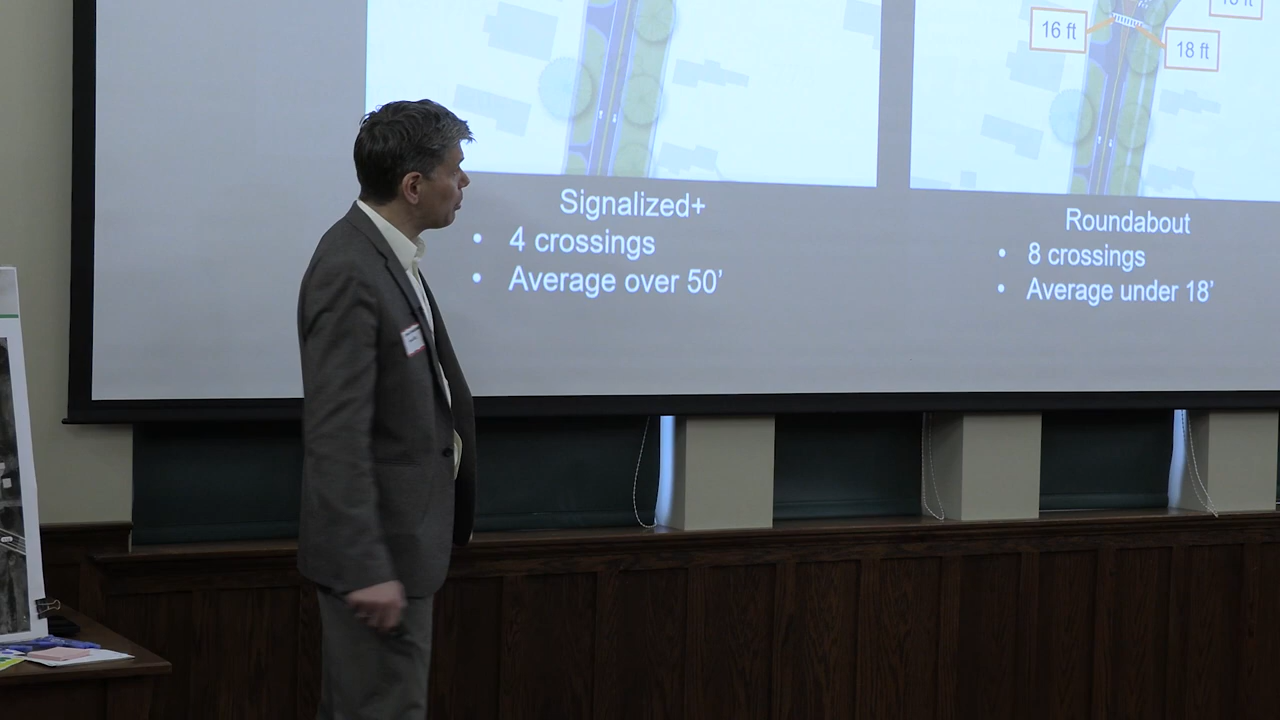 16 ft
18 ft
Signalized+
• 4 crossings
• Average over 50’
Roundabout
• 8 crossings
• Average under 18’